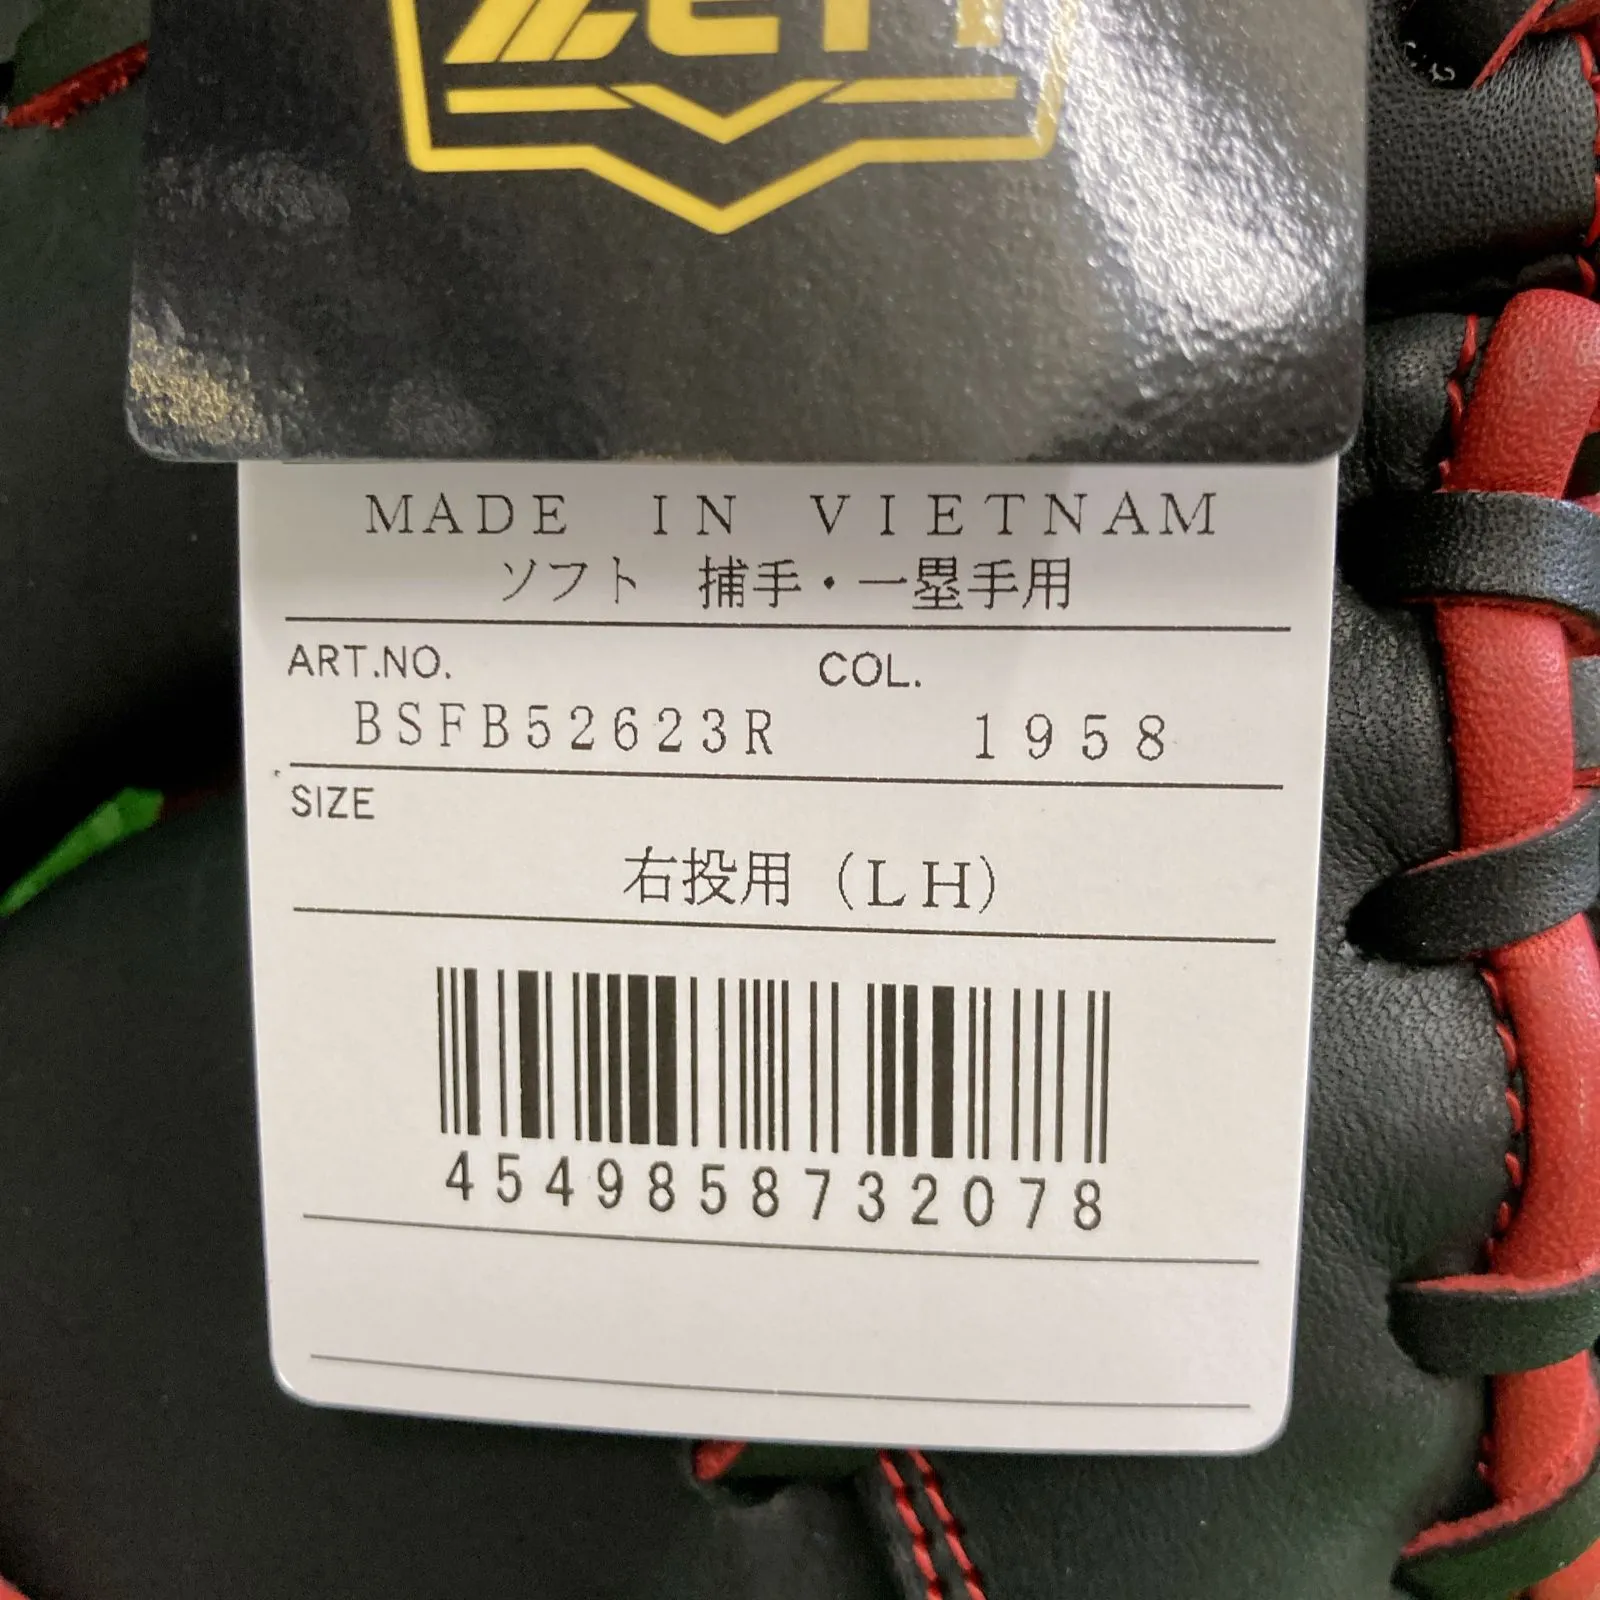 ZETT
MADE IN VIETNAM
ソフト 捕手・一塁手用
ART.NO. COL.
BSFB52623R 1958
SIZE
右投用 (LH)
4549858732078